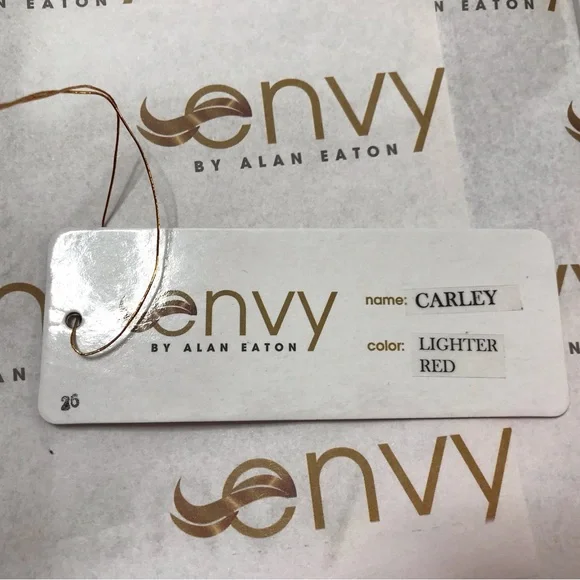 N EATON
envy
BY ALAN EATON
envy
BY ALAN EATON
name: CARLEY
color: LIGHTER
RED
26
envy